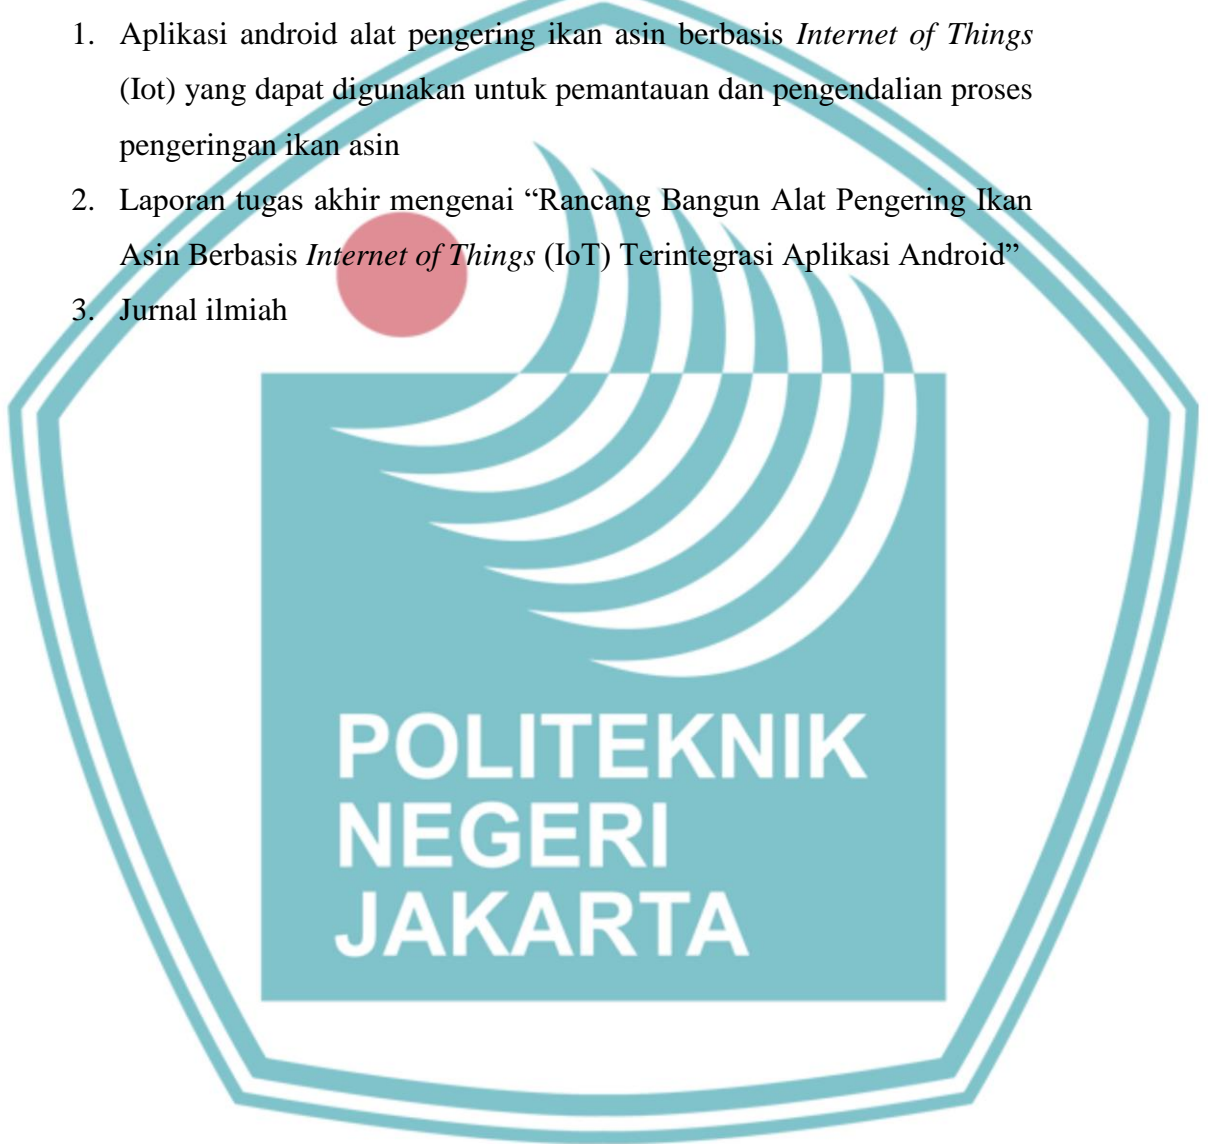 1. Aplikasi android alat pengering ikan asin berbasis Internet of Things
(Iot) yang dapat digunakan untuk pemantauan dan pengendalian proses
pengeringan ikan asin
2. Laporan tugas akhir mengenai “Rancang Bangun Alat Pengering Ikan
Asin Berbasis Internet of Things (IoT) Terintegrasi Aplikasi Android”
3. Jurnal ilmiah
POLITEKNIK
NEGERI
JAKARTA